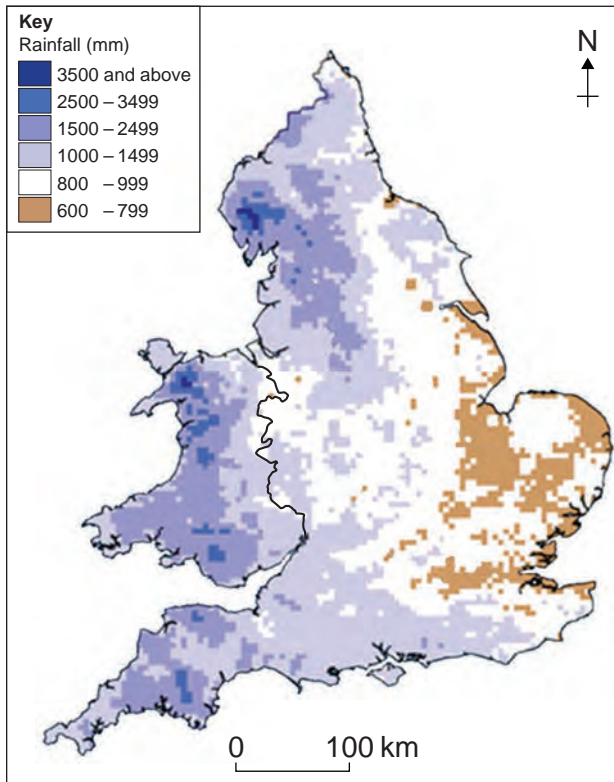 Key
Rainfall (mm)
3500 and above
2500 – 3499
1500 – 2499
1000 – 1499
800 – 999
600 – 799
N
0 100 km